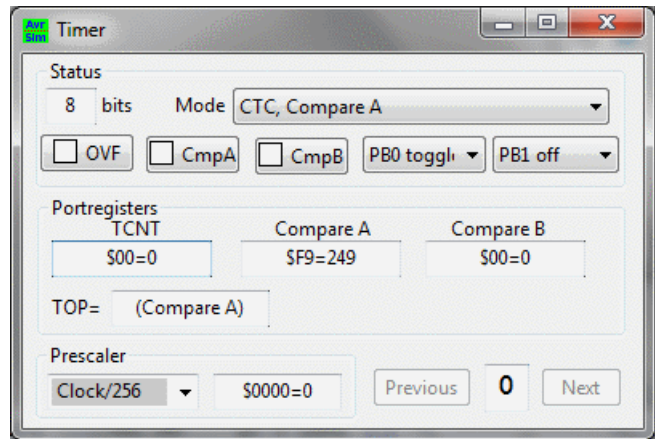 Avr Sim Timer
Status
8 bits Mode CTC, Compare A
OVF CmpA CmpB PB0 toggl PB1 off
Portregisters
TCNT Compare A Compare B
$00=0 $F9=249 $00=0
TOP= (Compare A)
Prescaler
Clock/256 $0000=0 Previous 0 Next